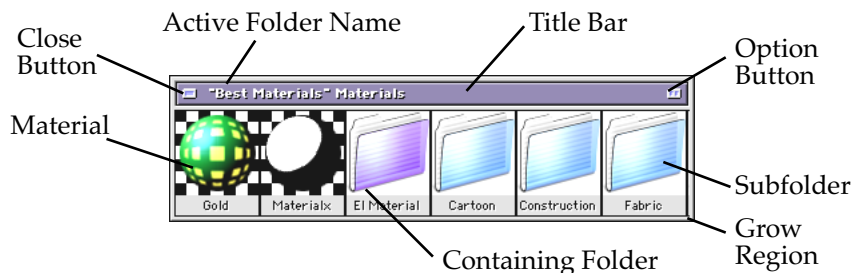 Active Folder Name
Title Bar
Close
Button
Option
Button
"Best Materials" Materials
Material
Subfolder
Gold
Materialx
EI Material
Cartoon
Construction
Fabric
Grow
Region
Containing Folder